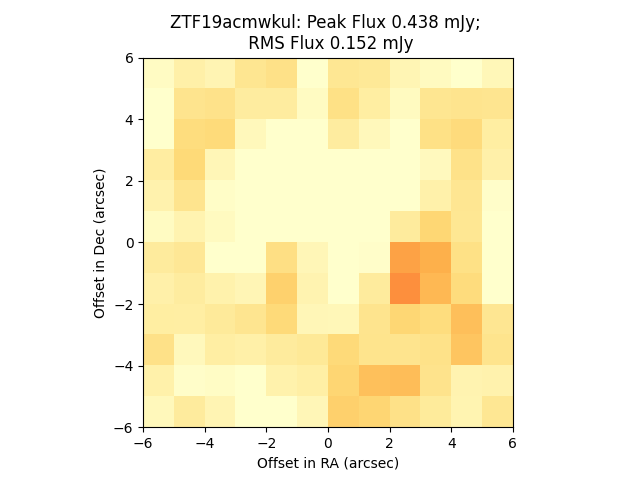 ZTF19acmwkul: Peak Flux 0.438 mJy;
RMS Flux 0.152 mJy
6
4
2
0
−2
−4
−6
Offset in Dec (arcsec)
−6 −4 −2 0 2 4 6
Offset in RA (arcsec)